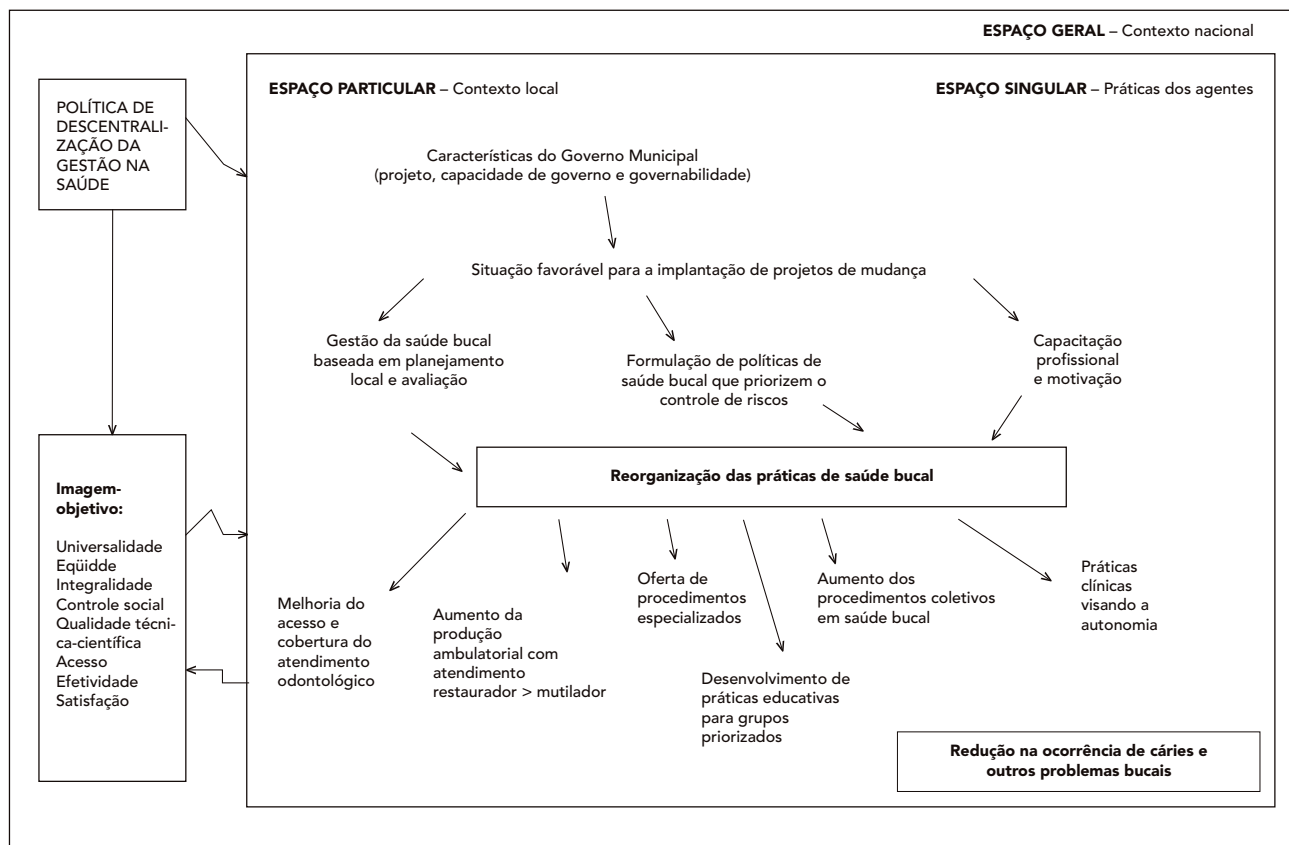 ESPAÇO GERAL – Contexto nacional
ESPAÇO PARTICULAR – Contexto local
ESPAÇO SINGULAR – Práticas dos agentes
POLÍTICA DE
DESCENTRALI-
ZAÇÃO DA
GESTÃO NA
SAÚDE
Características do Governo Municipal
(projeto, capacidade de governo e governabilidade)
Situação favorável para a implantação de projetos de mudança
Gestão da saúde bucal
baseada em planejamento
local e avaliação
Formulação de políticas de
saúde bucal que priorizem o
controle de riscos
Capacitação
profissional
e motivação
Reorganização das práticas de saúde bucal
Imagem-
objetivo:
Universalidade
Eqüidde
Integralidade
Controle social
Qualidade técni-
ca-científica
Acesso
Efetividade
Satisfação
Melhoria do
acesso e
cobertura do
atendimento
odontológico
Aumento da
produção
ambulatorial com
atendimento
restaurador > mutilador
Oferta de
procedimentos
especializados
Desenvolvimento de
práticas educativas
para grupos
priorizados
Aumento dos
procedimentos coletivos
em saúde bucal
Práticas
clínicas
visando a
autonomia
Redução na ocorrência de cáries e
outros problemas bucais